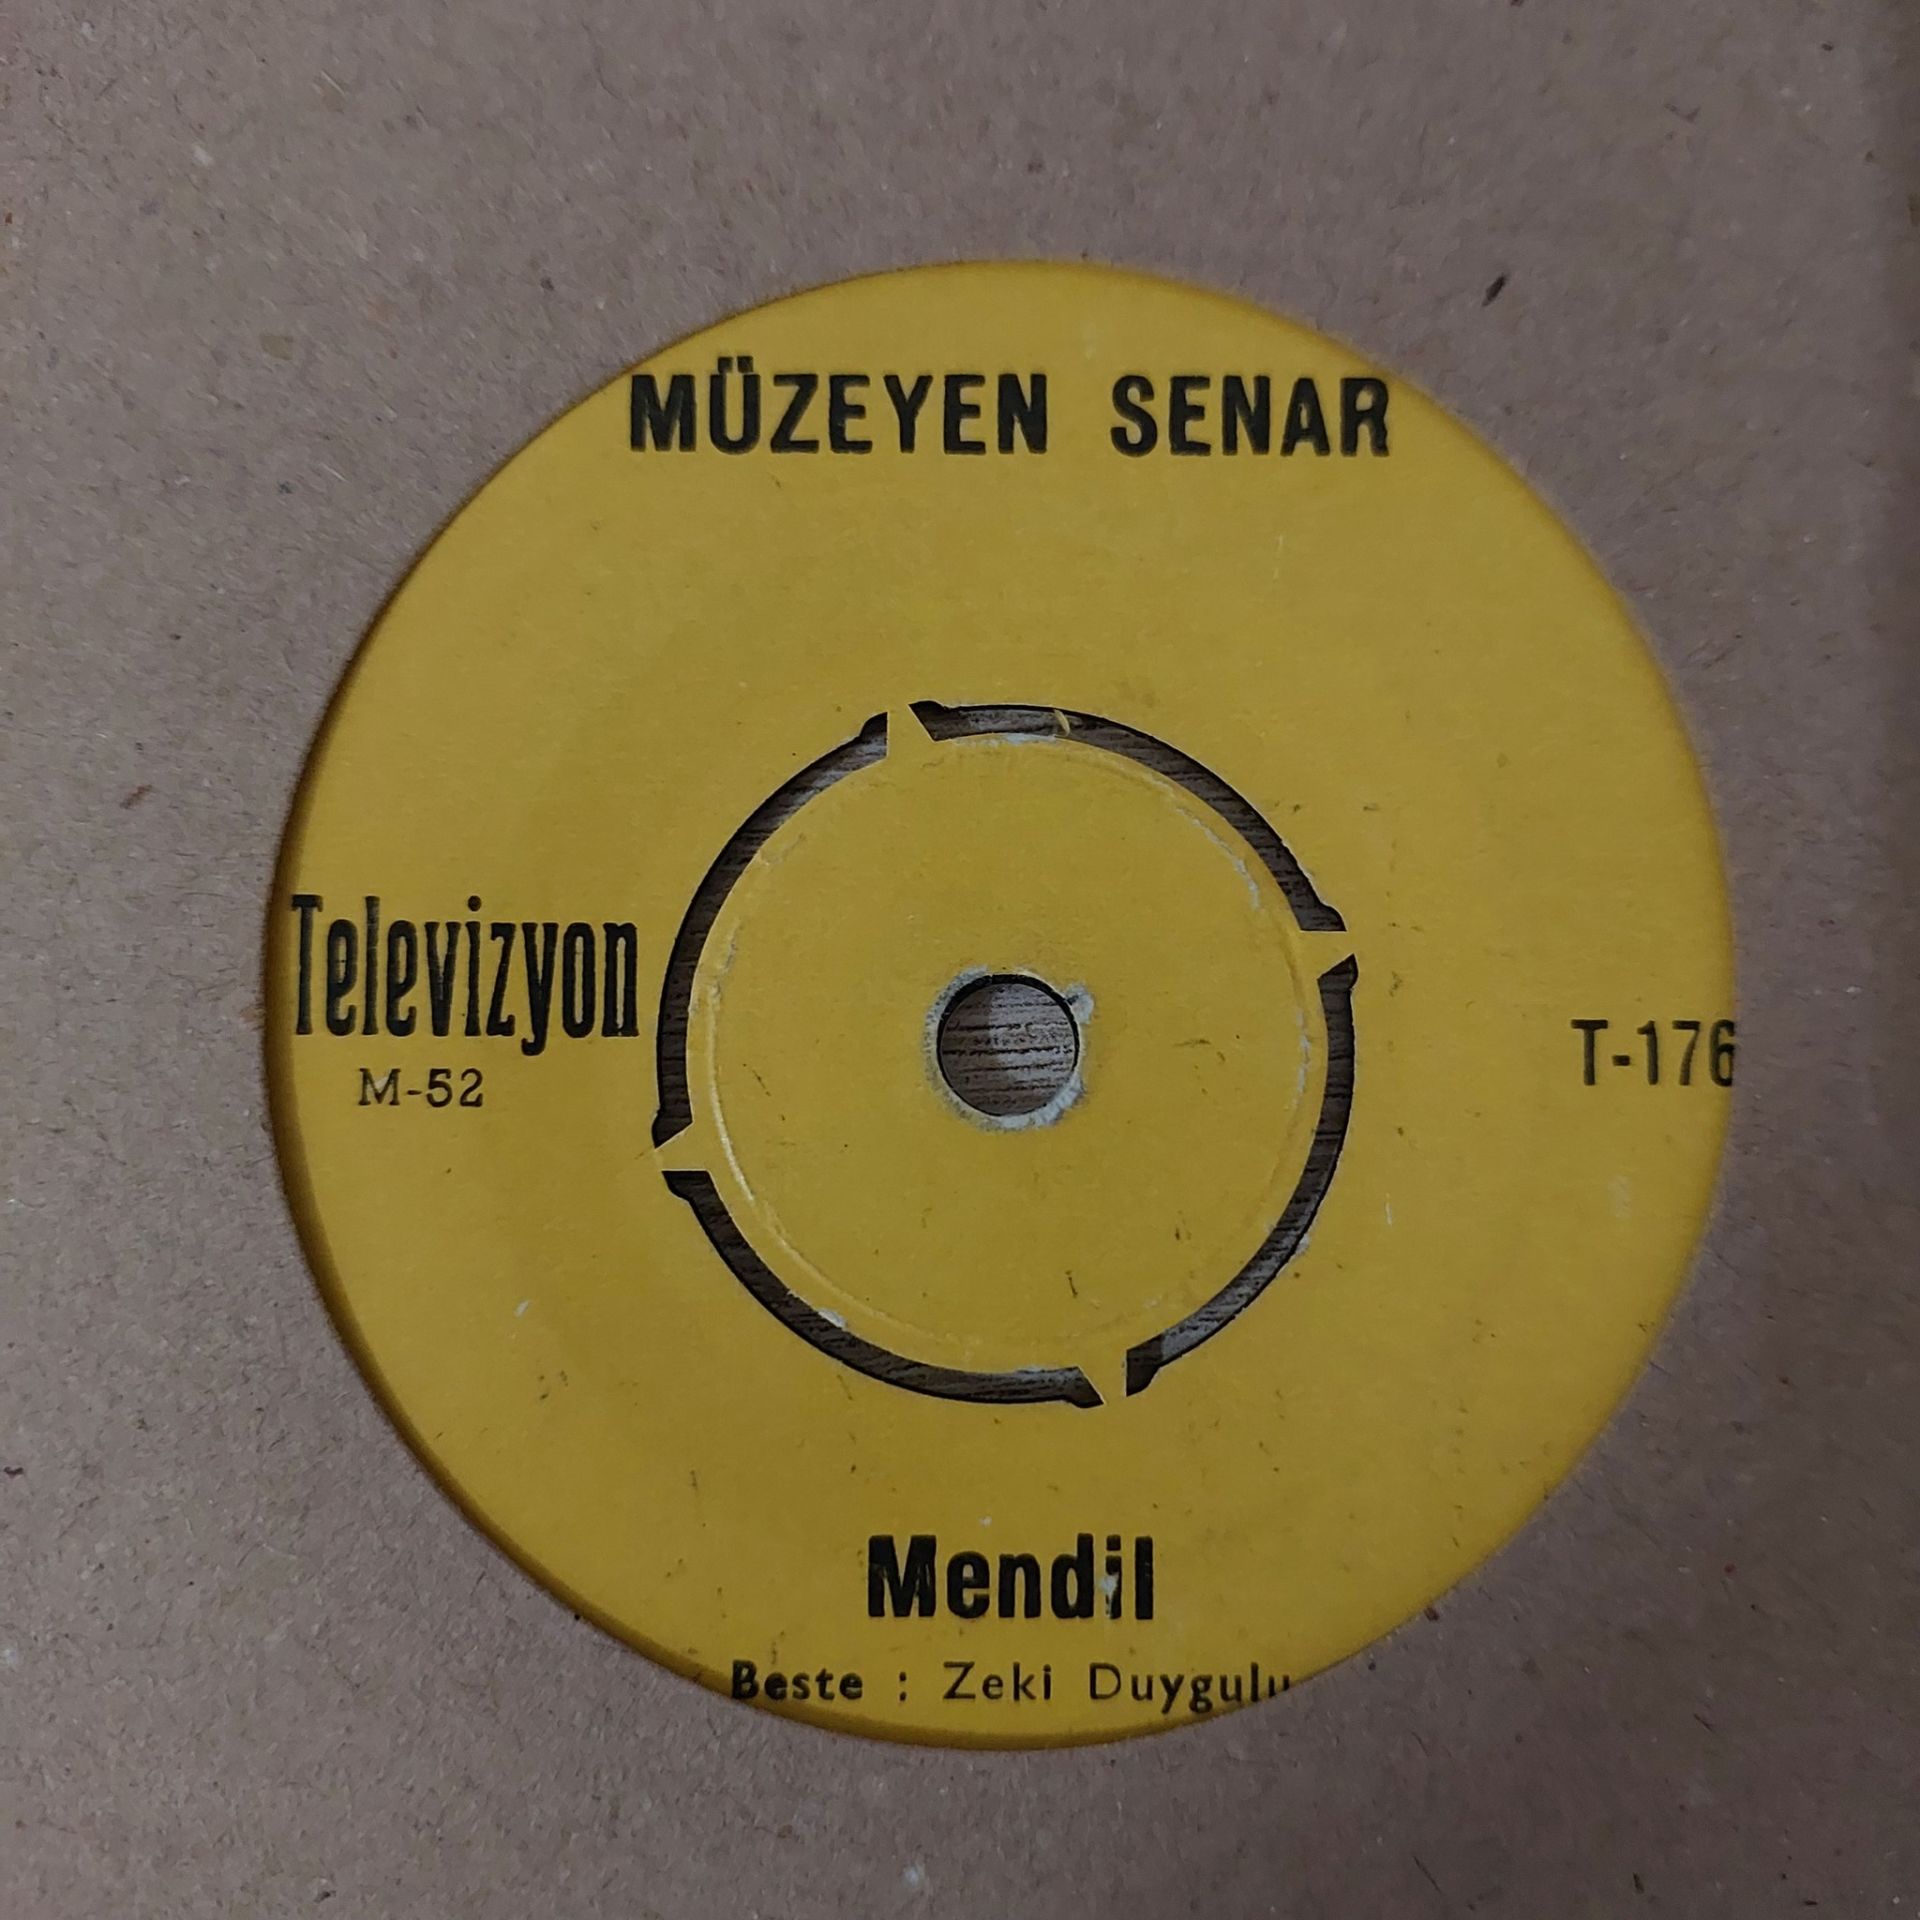 MÜZEYEN SENAR
Televizyon
M-52
T-176
Mendil
Beste : Zeki Duygulu